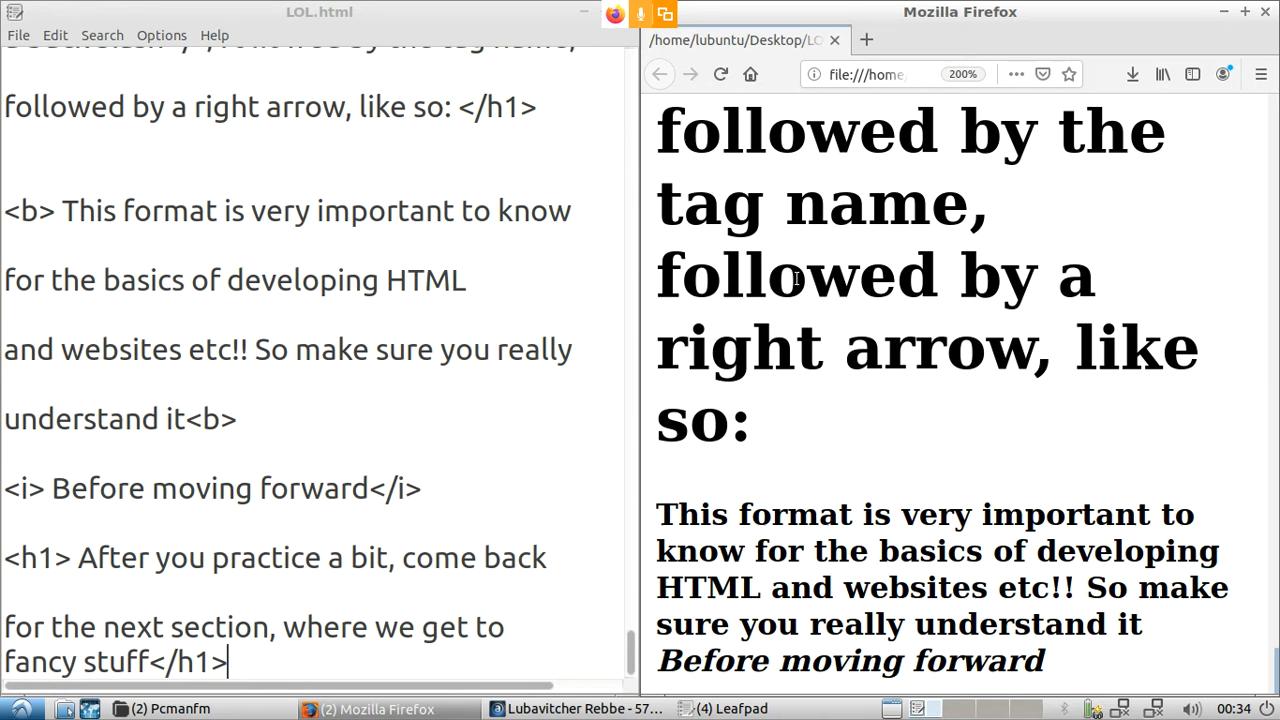 LOL.html
File Edit Search Options Help
followed by a right arrow, like so: </h1>
<b> This format is very important to know
for the basics of developing HTML
and websites etc!! So make sure you really
understand it<b>
<i> Before moving forward</i>
<h1> After you practice a bit, come back
for the next section, where we get to
fancy stuff</h1>
Mozilla Firefox
/home/lubuntu/Desktop/LO
file:///home/
200%
followed by the
tag name,
followed by a
right arrow, like
so:
This format is very important to
know for the basics of developing
HTML and websites etc!! So make
sure you really understand it
Before moving forward
(2) Pcmanfm
(2) Mozilla Firefox
Lubavitcher Rebbe - 57...
(4) Leafpad
00:34